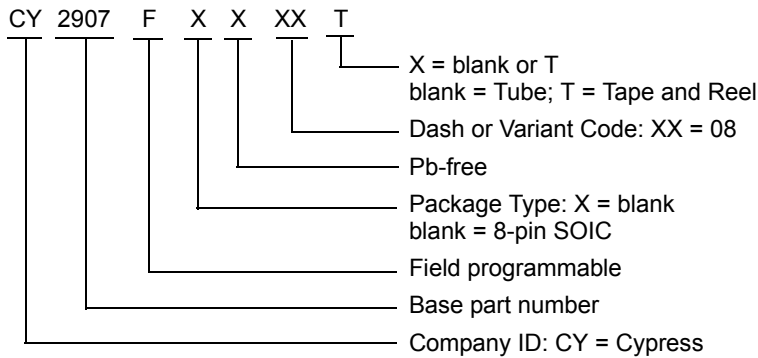 CY 2907 F X X XX T
X = blank or T
blank = Tube; T = Tape and Reel
Dash or Variant Code: XX = 08
Pb-free
Package Type: X = blank
blank = 8-pin SOIC
Field programmable
Base part number
Company ID: CY = Cypress